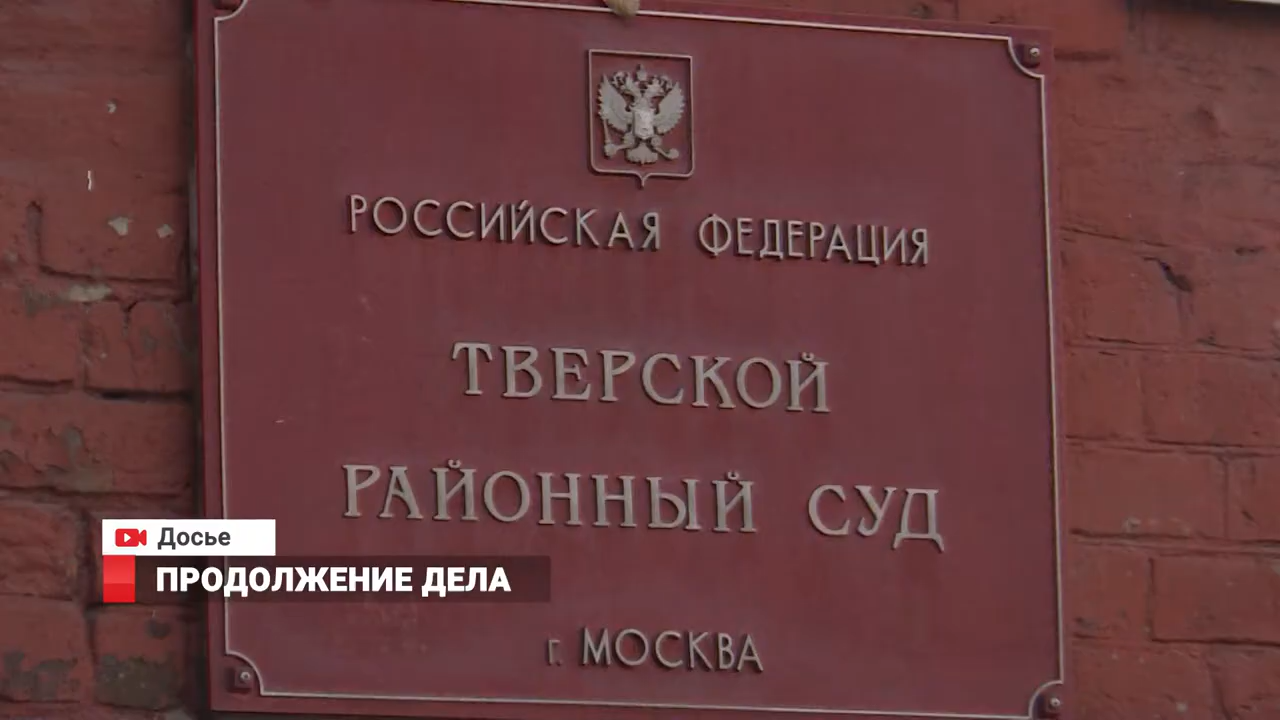 РОССИЙСКАЯ ФЕДЕРАЦИЯ
ТВЕРСКОЙ
РАЙОННЫЙ СУД
Досье
ПРОДОЛЖЕНИЕ ДЕЛА
г. МОСКВА